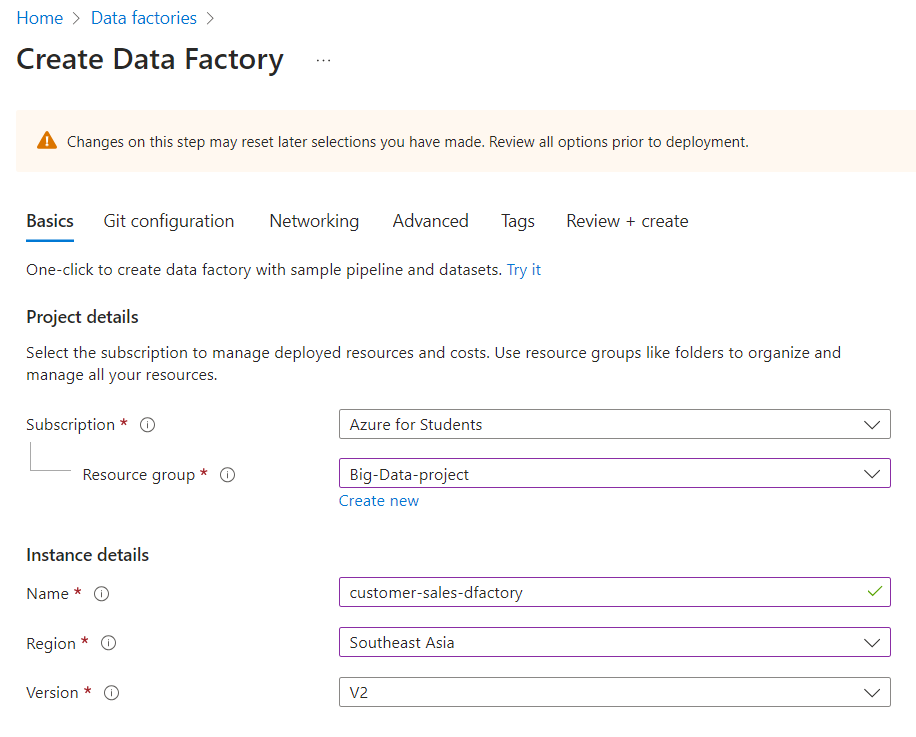 Home > Data factories >
Create Data Factory ...
Changes on this step may reset later selections you have made. Review all options prior to deployment.
Basics Git configuration Networking Advanced Tags Review + create
One-click to create data factory with sample pipeline and datasets. Try it
Project details
Select the subscription to manage deployed resources and costs. Use resource groups like folders to organize and
manage all your resources.
Subscription * Azure for Students
Resource group * Big-Data-project
Create new
Instance details
Name * customer-sales-dfactory
Region * Southeast Asia
Version * V2